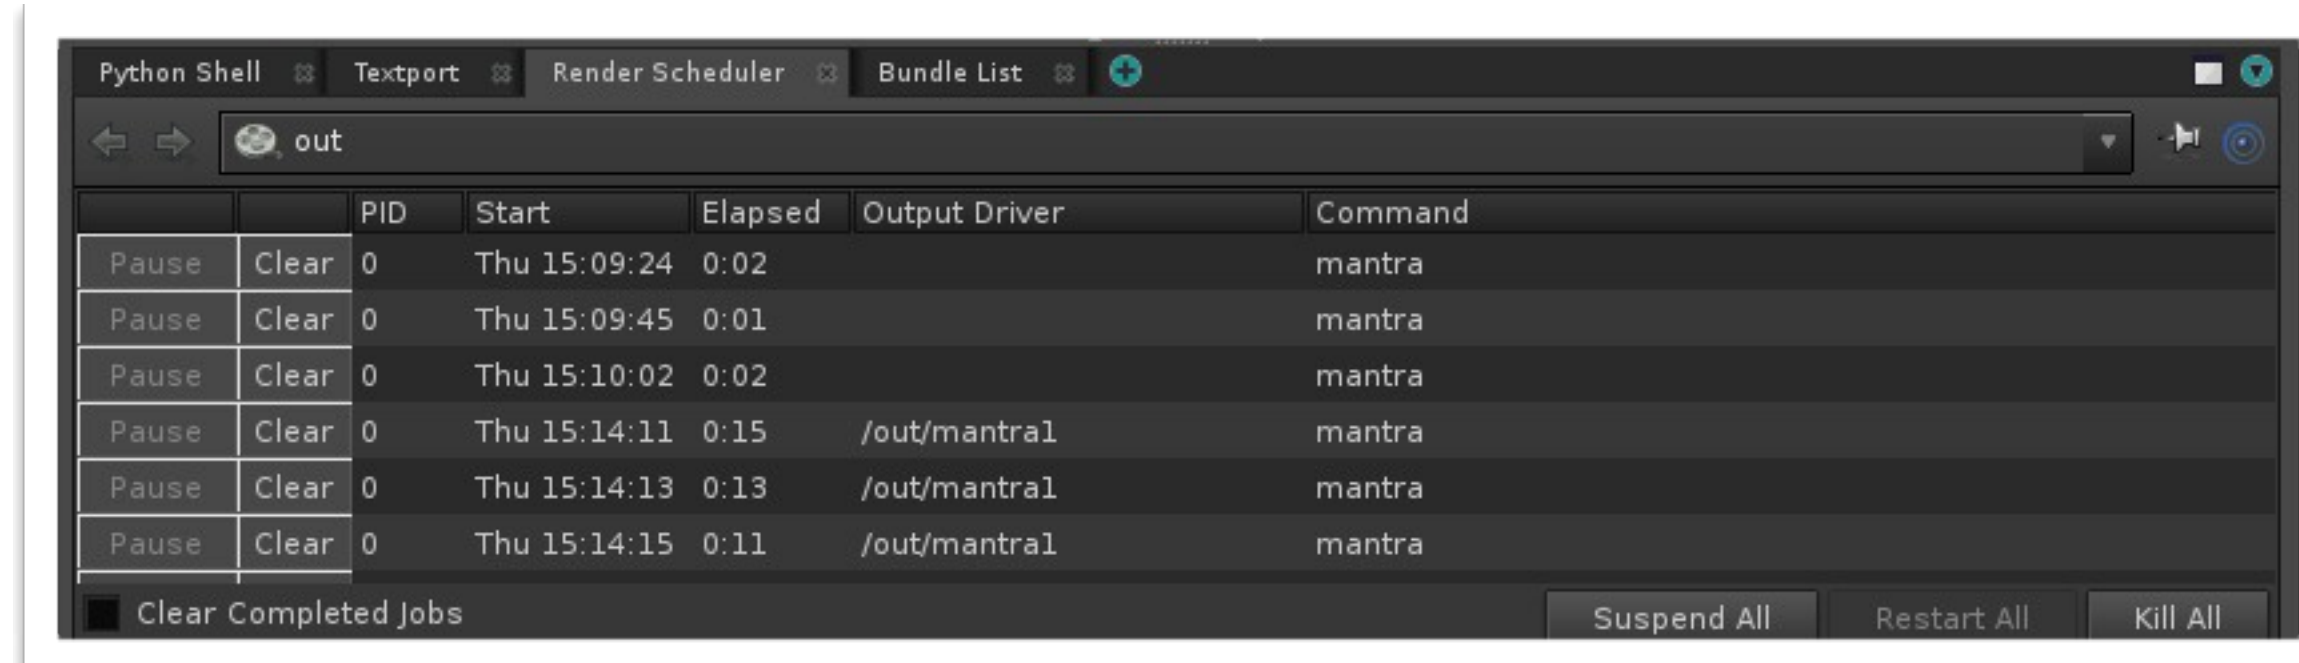 Python Shell Textport Render Scheduler Bundle List
out
PID Start Elapsed Output Driver Command
Pause Clear 0 Thu 15:09:24 0:02 mantra
Pause Clear 0 Thu 15:09:45 0:01 mantra
Pause Clear 0 Thu 15:10:02 0:02 mantra
Pause Clear 0 Thu 15:14:11 0:15 /out/mantra1 mantra
Pause Clear 0 Thu 15:14:13 0:13 /out/mantra1 mantra
Pause Clear 0 Thu 15:14:15 0:11 /out/mantra1 mantra
Clear Completed Jobs Suspend All Restart All Kill All